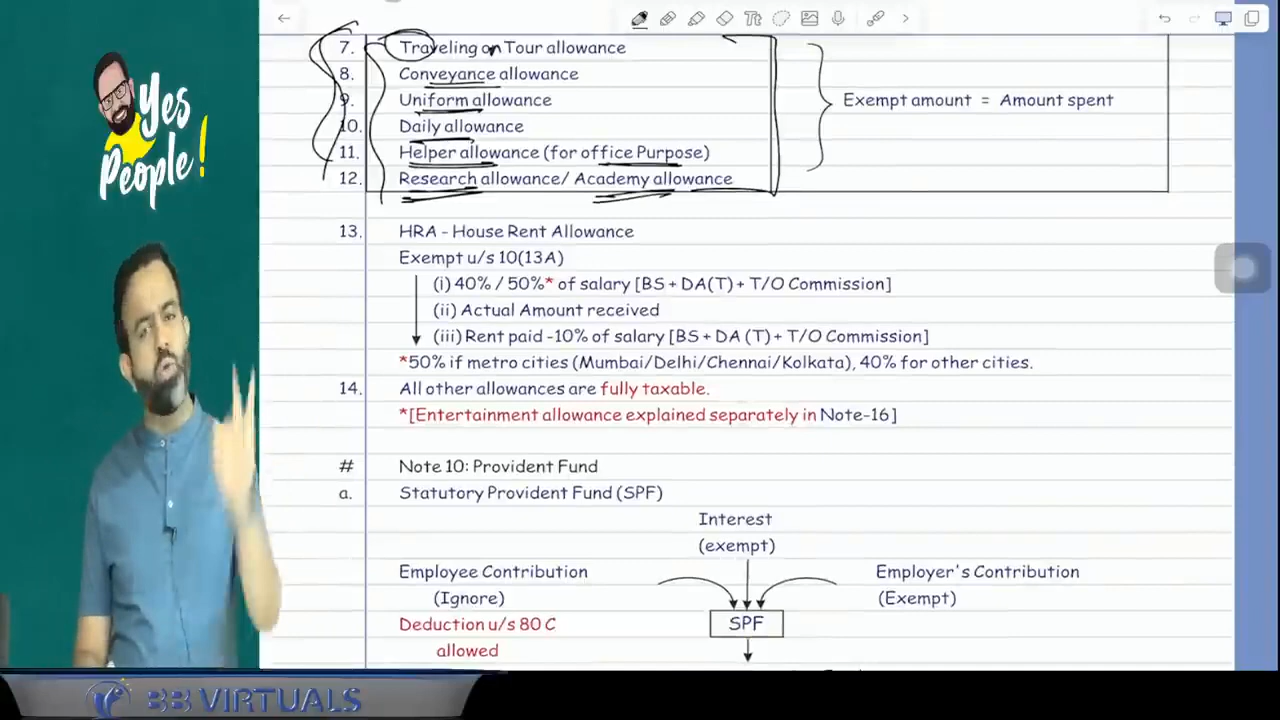 Yes
People!
7. Traveling on Tour allowance
8. Conveyance allowance
9. Uniform allowance
10. Daily allowance
11. Helper allowance (for office Purpose)
12. Research allowance/ Academy allowance
Exempt amount = Amount spent
13. HRA - House Rent Allowance
Exempt u/s 10(13A)
(i) 40% / 50%* of salary [BS + DA(T) + T/O Commission]
(ii) Actual Amount received
(iii) Rent paid -10% of salary [BS + DA (T) + T/O Commission]
*50% if metro cities (Mumbai/Delhi/Chennai/Kolkata), 40% for other cities.
14. All other allowances are fully taxable.
*[Entertainment allowance explained separately in Note-16]
# Note 10: Provident Fund
a. Statutory Provident Fund (SPF)
Interest
(exempt)
Employee Contribution
(Ignore)
Deduction u/s 80 C
allowed
Employer's Contribution
(Exempt)
SPF
BB VIRTUALS